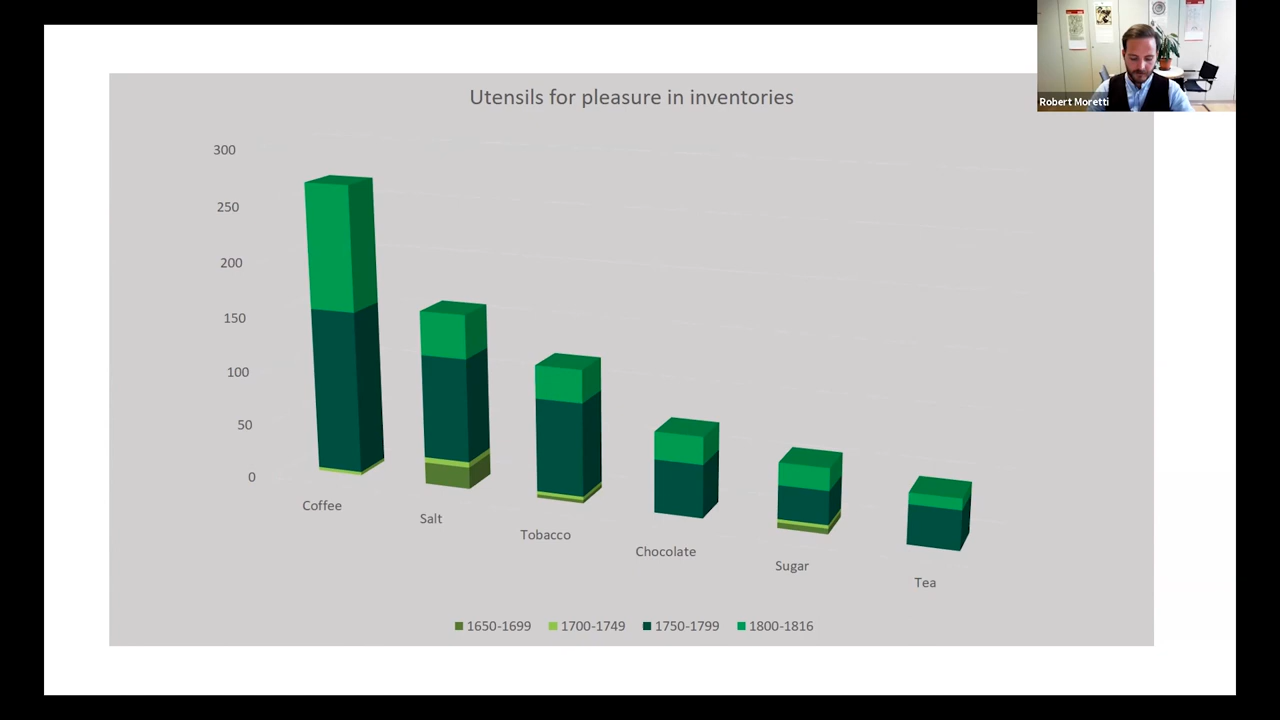 Utensils for pleasure in inventories
300
250
200
150
100
50
0
Coffee
Salt
Tobacco
Chocolate
Sugar
Tea
1650-1699 1700-1749 1750-1799 1800-1816
Robert Moretti